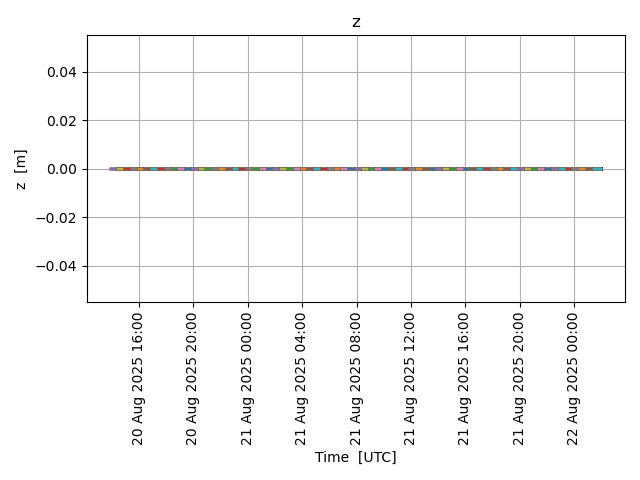 z
z [m]
0.04
0.02
0.00
−0.02
−0.04
20 Aug 2025 16:00
20 Aug 2025 20:00
21 Aug 2025 00:00
21 Aug 2025 04:00
21 Aug 2025 08:00
21 Aug 2025 12:00
21 Aug 2025 16:00
21 Aug 2025 20:00
22 Aug 2025 00:00
Time [UTC]